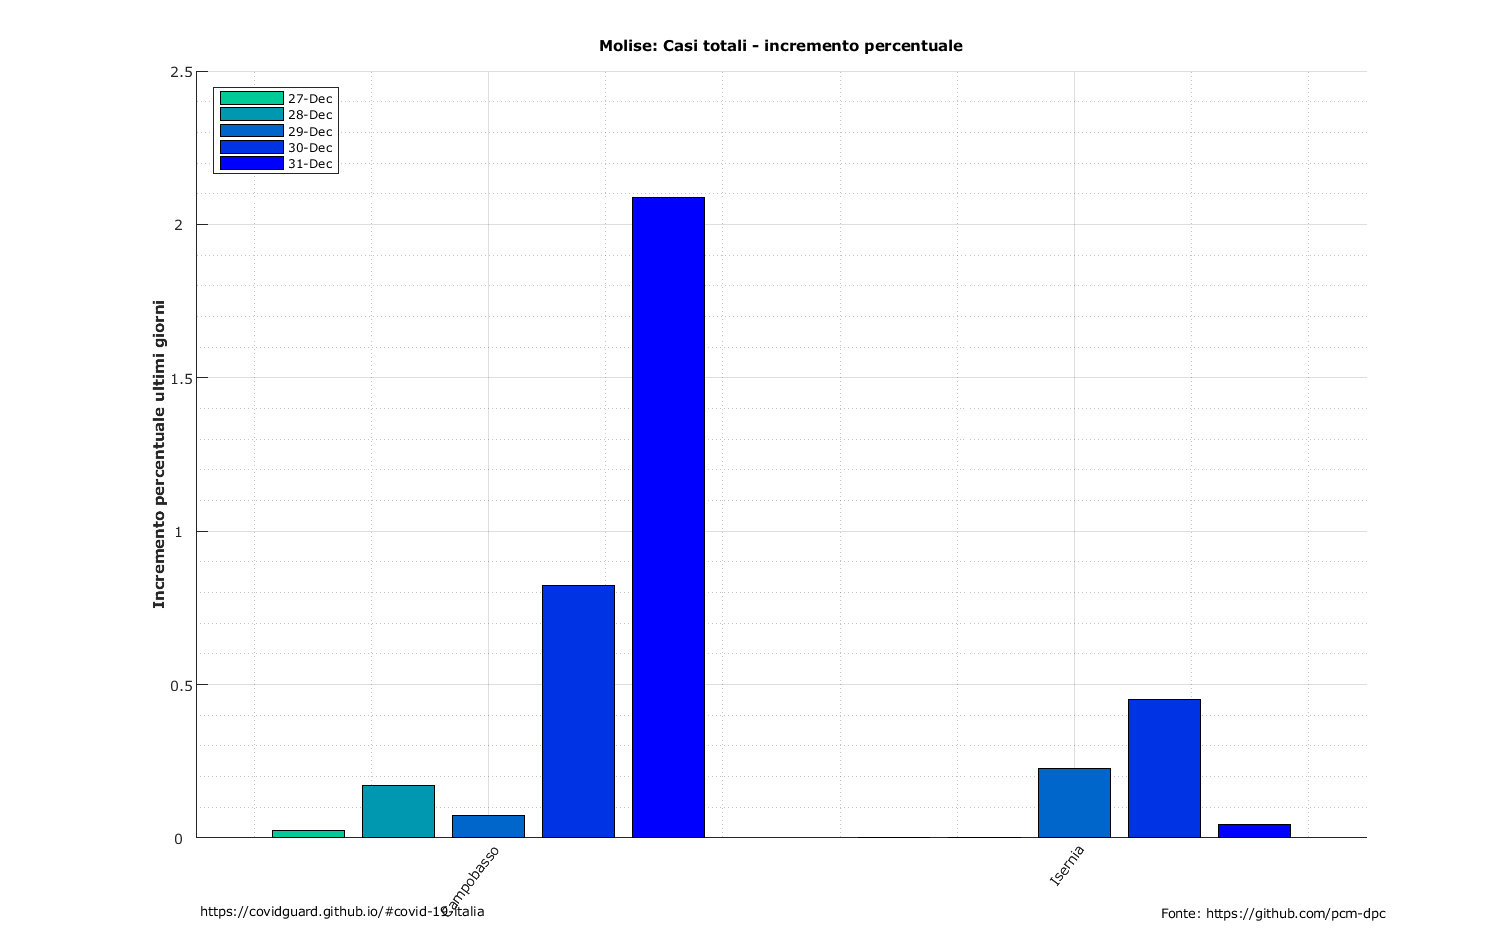 Molise: Casi totali - incremento percentuale
2.5
2
1.5
1
0.5
0
Incremento percentuale ultimi giorni
27-Dec
28-Dec
29-Dec
30-Dec
31-Dec
Campobasso
Isernia
https://covidguard.github.io/#covid-19-italia
Fonte: https://github.com/pcm-dpc